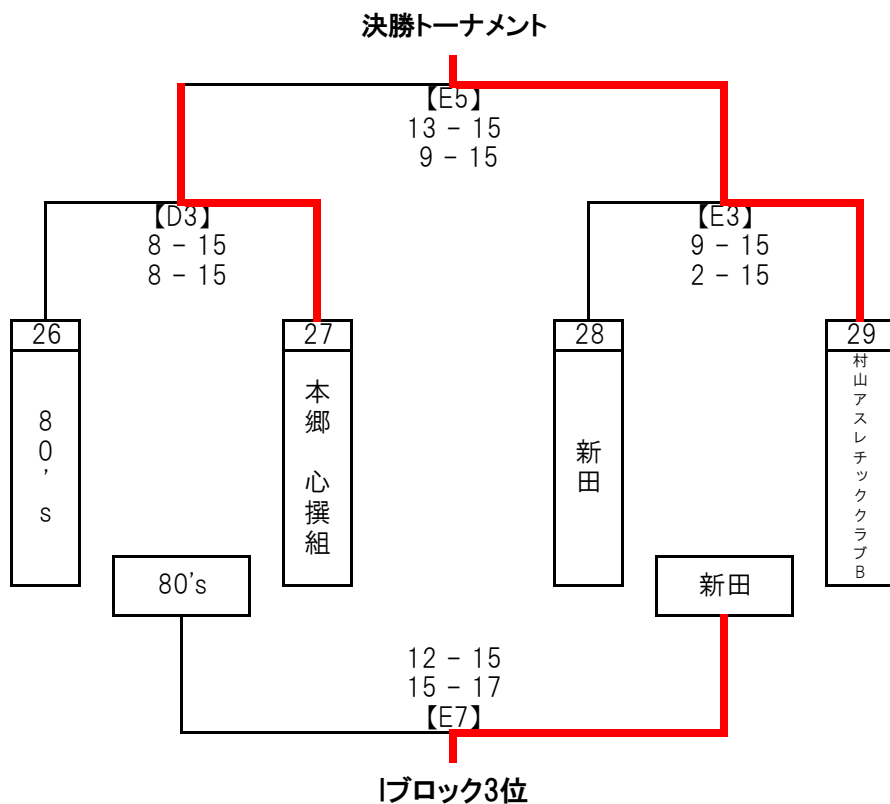 決勝トーナメント
【E5】
13 - 15
9 - 15
【D3】
8 - 15
8 - 15
【E3】
9 - 15
2 - 15
26
27
28
29
80's
本郷 心撰組
新田
村山アスレチッククラブB
80's
新田
12 - 15
15 - 17
【E7】
Iブロック3位